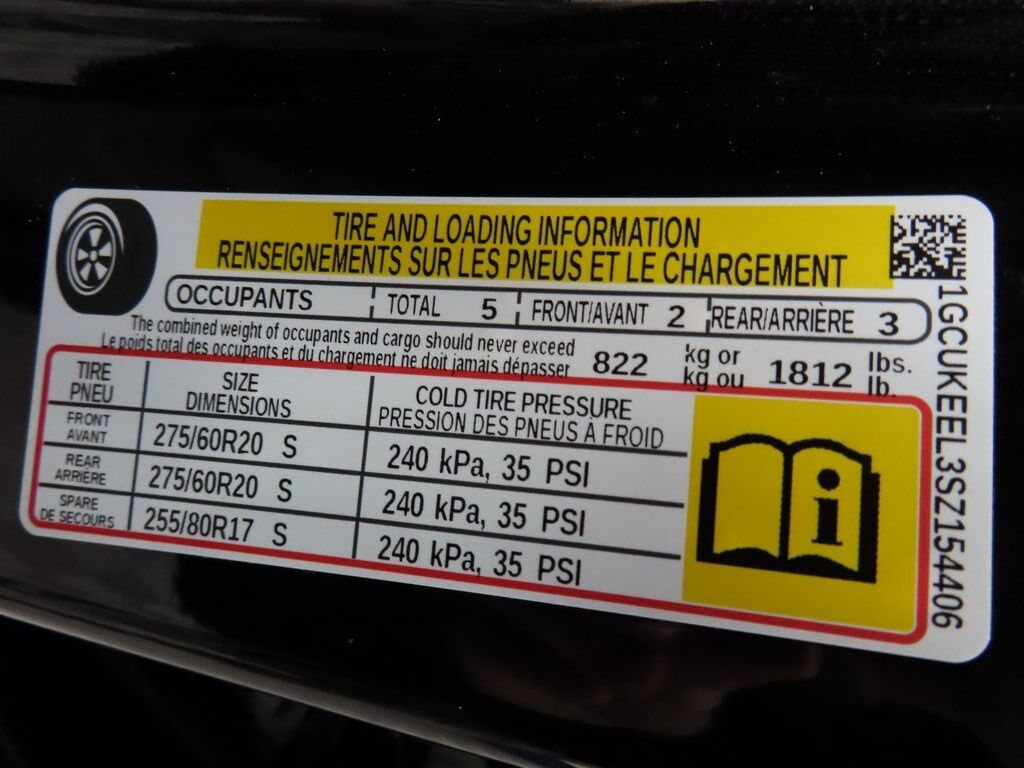 TIRE AND LOADING INFORMATION
RENSEIGNEMENTS SUR LES PNEUS ET LE CHARGEMENT
OCCUPANTS TOTAL 5 FRONT/AVANT 2 REAR/ARRIÈRE 3
The combined weight of occupants and cargo should never exceed 822 kg or 1812 lbs.
Le poids total des occupants et du chargement ne doit jamais dépasser kg ou lb.
TIRE SIZE COLD TIRE PRESSURE
PNEU DIMENSIONS PRESSION DES PNEUS À FROID
FRONT
AVANT 275/60R20 S 240 kPa, 35 PSI
REAR
ARRIÈRE 275/60R20 S 240 kPa, 35 PSI
SPARE
DE SECOURS 255/80R17 S 240 kPa, 35 PSI
1GCUKEEL3SZ154406